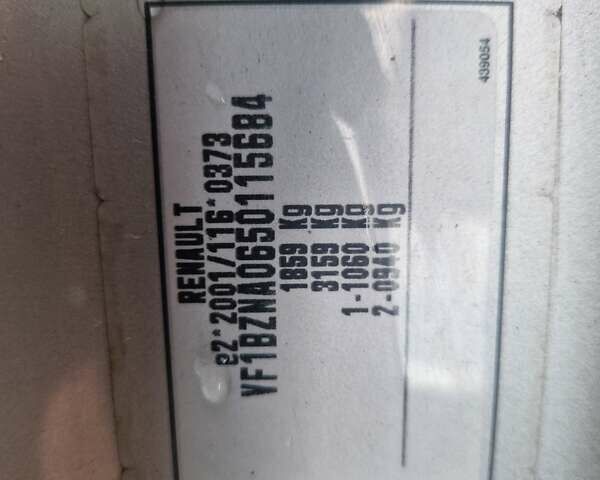 RENAULT
e2*2001/116*0373
VF1BZNA0650115684
1859 Kg
3159 Kg
1-1060 Kg
2-0940 Kg
439054